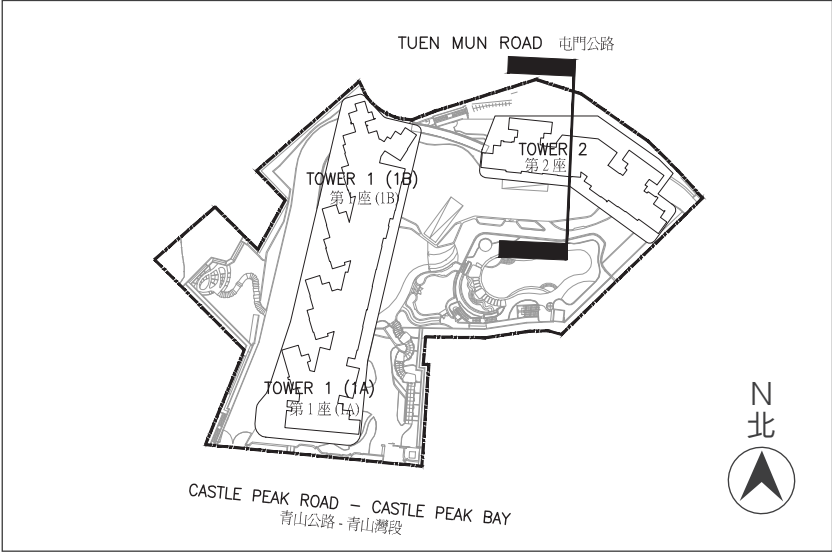 TUEN MUN ROAD 屯門公路
TOWER 2
第2座
TOWER 1 (1B)
第1座(1B)
TOWER 1 (1A)
第1座(1A)
N
北
CASTLE PEAK ROAD – CASTLE PEAK BAY
青山公路 - 青山灣段